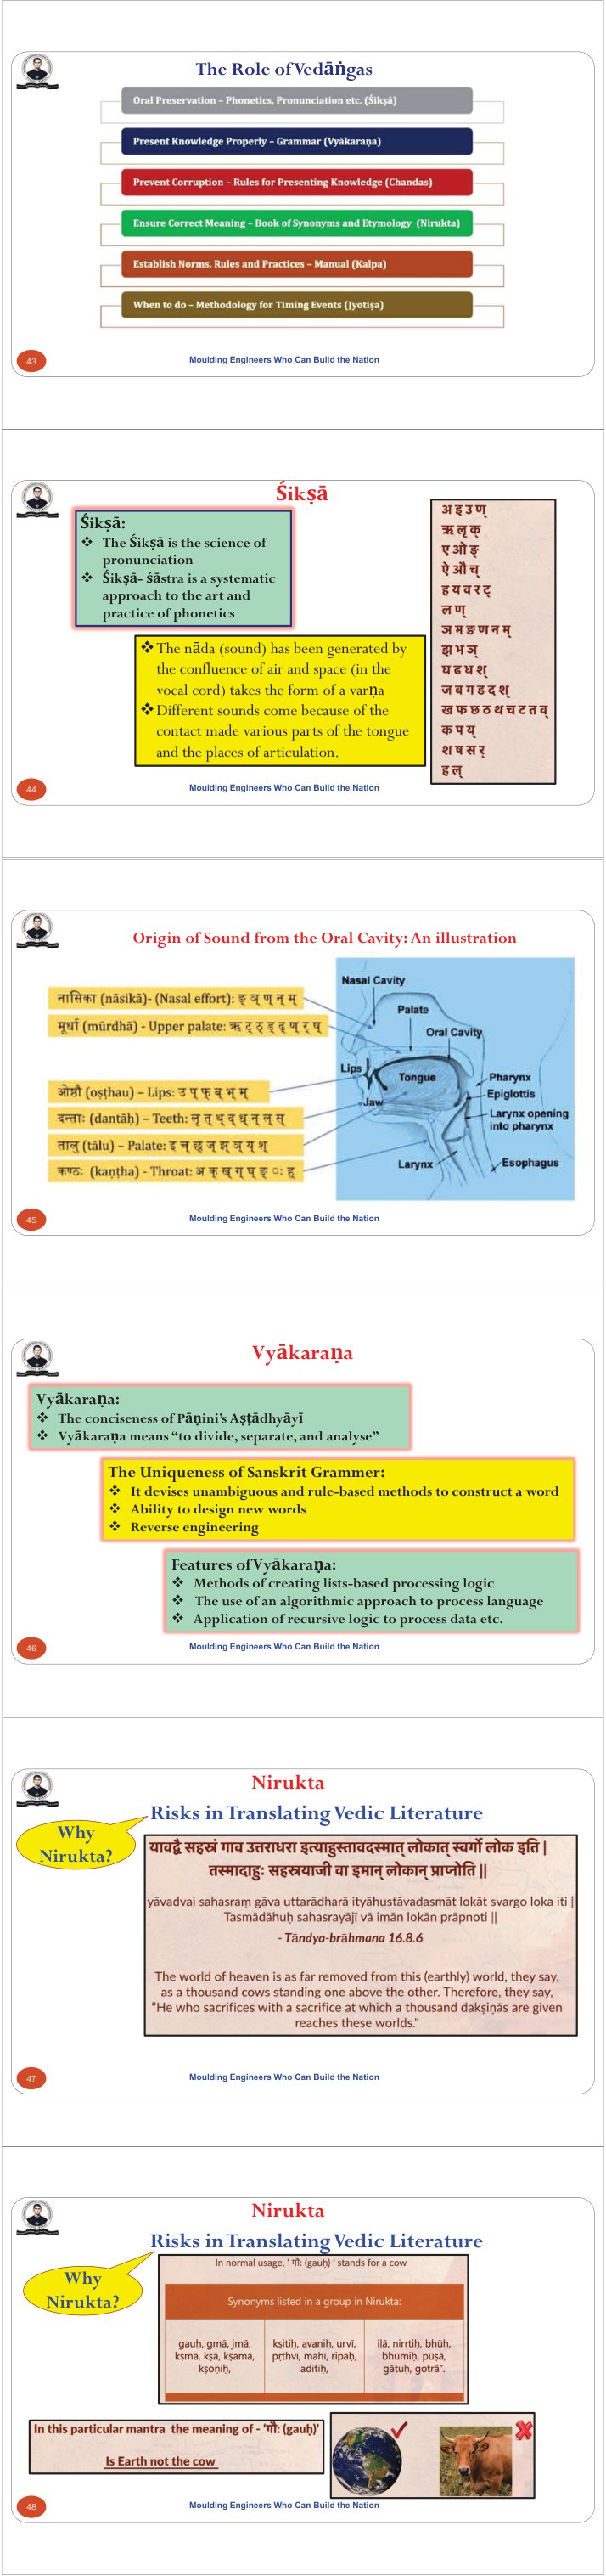 The Role of Vedāṅgas
Oral Preservation – Phonetics, Pronunciation etc. (Śikṣā)
Present Knowledge Properly – Grammar (Vyākaraṇa)
Prevent Corruption – Rules for Presenting Knowledge (Chandas)
Ensure Correct Meaning – Book of Synonyms and Etymology (Nirukta)
Establish Norms, Rules and Practices – Manual (Kalpa)
When to do – Methodology for Timing Events (Jyotiṣa)
43
Moulding Engineers Who Can Build the Nation
Śikṣā
Śikṣā:
❖ The Śikṣā is the science of
pronunciation
❖ Śikṣā- śāstra is a systematic
approach to the art and
practice of phonetics
❖ The nāda (sound) has been generated by
the confluence of air and space (in the
vocal cord) takes the form of a varṇa
❖ Different sounds come because of the
contact made various parts of the tongue
and the places of articulation.
अ इ उ ण्
ऋ लृ क्
ए ओ ङ्
ऐ औ च्
ह य व र ट्
ल ण्
ञ म ङ ण न म्
झ भ ञ्
घ ढ ध श्
ज ब ग ड द श्
ख फ छ ठ थ च ट त व्
क प य्
श ष स र्
ह ल्
44
Moulding Engineers Who Can Build the Nation
Origin of Sound from the Oral Cavity: An illustration
नासिका (nāsikā)- (Nasal effort): ङ् ञ् ण् न् म्
मूर्धा (mūrdhā) - Upper palate: ऋ ट् ठ् ड् ढ् ण् र् ष्
ओष्ठौ (oṣṭhau) – Lips: उ प् फ् ब् भ् म्
दन्ताः (dantāḥ) – Teeth: लृ त् थ् द् ध् न् ल् स्
तालु (tālu) – Palate: इ च् छ् ज् झ् ञ् य् श्
कण्ठः (kaṇṭha) - Throat: अ क् ख् ग् घ् ङ् ः ह्
Nasal Cavity
Palate
Oral Cavity
Lips
Tongue
Jaw
Pharynx
Epiglottis
Larynx opening
into pharynx
Larynx
Esophagus
45
Moulding Engineers Who Can Build the Nation
Vyākaraṇa
Vyākaraṇa:
❖ The conciseness of Pāṇini's Aṣṭādhyāyī
❖ Vyākaraṇa means “to divide, separate, and analyse”
The Uniqueness of Sanskrit Grammer:
❖ It devises unambiguous and rule-based methods to construct a word
❖ Ability to design new words
❖ Reverse engineering
Features of Vyākaraṇa:
❖ Methods of creating lists-based processing logic
❖ The use of an algorithmic approach to process language
❖ Application of recursive logic to process data etc.
46
Moulding Engineers Who Can Build the Nation
Nirukta
Risks in Translating Vedic Literature
Why
Nirukta?
यावद्वै सहस्रं गाव उत्तराधरा इत्याहुस्तावदस्मात् लोकात् स्वर्गो लोक इति |
तस्मादाहुः सहस्रयाजी वा इमान् लोकान् प्राप्नोति ||
yāvadvai sahasraṃ gāva uttarādharā ityāhustāvadasmāt lokāt svargo loka iti |
Tasmādāhuḥ sahasrayājī vā imān lokān prāpnoti ||
- Tāndya-brāhmana 16.8.6
The world of heaven is as far removed from this (earthly) world, they say,
as a thousand cows standing one above the other. Therefore, they say,
“He who sacrifices with a sacrifice at which a thousand dakṣiṇās are given
reaches these worlds.”
47
Moulding Engineers Who Can Build the Nation
Nirukta
Risks in Translating Vedic Literature
Why
Nirukta?
In normal usage, ' गौः (gauḥ) ' stands for a cow
Synonyms listed in a group in Nirukta:
gauḥ, gmā, jmā,
kṣmā, kṣā, kṣamā,
kṣoṇiḥ,
kṣitiḥ, avaniḥ, urvī,
pṛthvī, mahī, ripaḥ,
aditiḥ,
iḷā, nirṛtiḥ, bhūḥ,
bhūmiḥ, pūṣā,
gātuḥ, gotrā”.
In this particular mantra the meaning of - 'गौः (gauḥ)'
Is Earth not the cow
48
Moulding Engineers Who Can Build the Nation